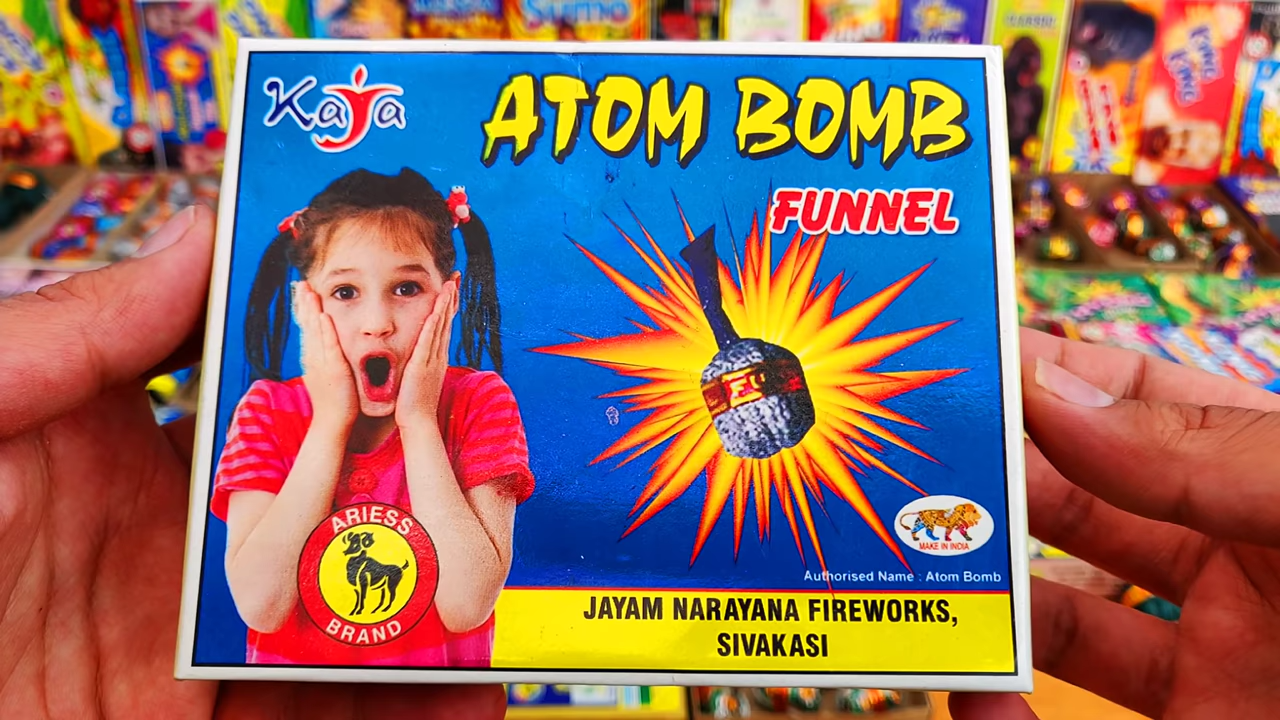 Kaja
ATOM BOMB
FUNNEL
ARIESS
BRAND
MAKE IN INDIA
Authorised Name : Atom Bomb
JAYAM NARAYANA FIREWORKS,
SIVAKASI